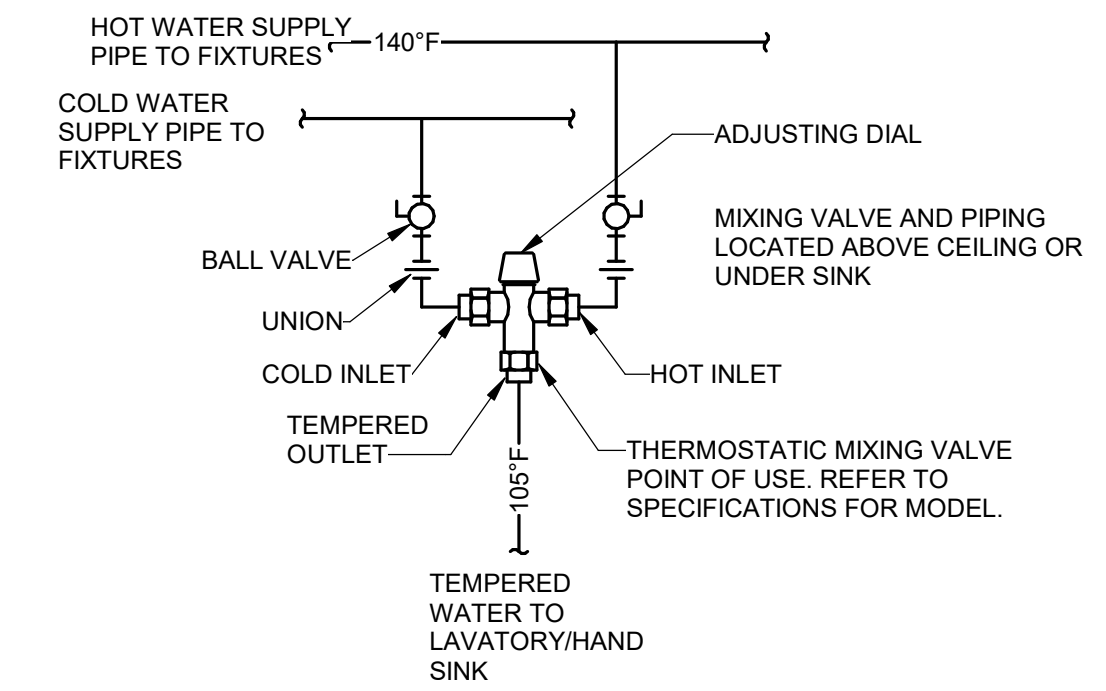 HOT WATER SUPPLY
PIPE TO FIXTURES
140°F
COLD WATER
SUPPLY PIPE TO
FIXTURES
ADJUSTING DIAL
MIXING VALVE AND PIPING
LOCATED ABOVE CEILING OR
UNDER SINK
BALL VALVE
UNION
COLD INLET
HOT INLET
TEMPERED
OUTLET
THERMOSTATIC MIXING VALVE
POINT OF USE. REFER TO
SPECIFICATIONS FOR MODEL.
105°F
TEMPERED
WATER TO
LAVATORY/HAND
SINK